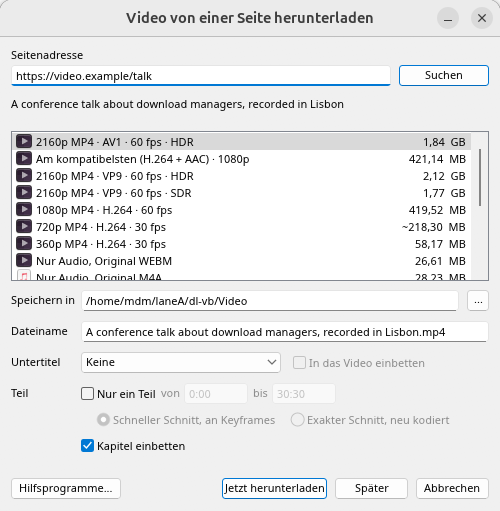 Video von einer Seite herunterladen
Seitenadresse
https://video.example/talk
Suchen
A conference talk about download managers, recorded in Lisbon
2160p MP4 · AV1 · 60 fps · HDR 1,84 GB
Am kompatibelsten (H.264 + AAC) · 1080p 421,14 MB
2160p MP4 · VP9 · 60 fps · HDR 2,12 GB
2160p MP4 · VP9 · 60 fps · SDR 1,77 GB
1080p MP4 · H.264 · 60 fps 419,52 MB
720p MP4 · H.264 · 30 fps ~218,30 MB
360p MP4 · H.264 · 30 fps 58,17 MB
Nur Audio, Original WEBM 26,61 MB
Nur Audio, Original M4A 28,23 MB
Speichern in /home/mdm/laneA/dl-vb/Video ...
Dateiname A conference talk about download managers, recorded in Lisbon.mp4
Untertitel Keine In das Video einbetten
Teil Nur ein Teil von 0:00 bis 30:30
Schneller Schnitt, an Keyframes Exakter Schnitt, neu kodiert
Kapitel einbetten
Hilfsprogramme... Jetzt herunterladen Später Abbrechen